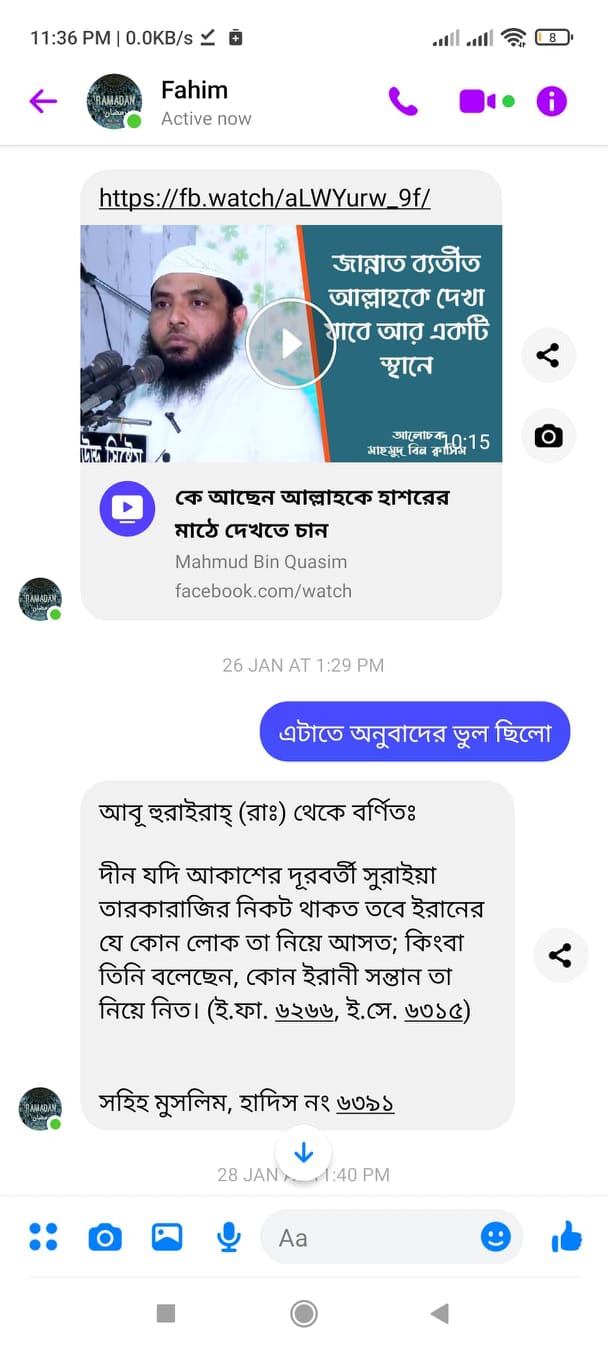 11:36 PM | 0.0KB/s
8
Fahim
Active now
RAMADAN
https://fb.watch/aLWYurw_9f/
জান্নাত ব্যতীত
আল্লাহকে দেখা
যাবে আর একটি
স্থানে
আলোচক
মাহমুদ বিন ক্বাসিম
10:15
কে আছেন আল্লাহকে হাশরের
মাঠে দেখতে চান
Mahmud Bin Quasim
facebook.com/watch
RAMADAN
26 JAN AT 1:29 PM
এটাতে অনুবাদের ভুল ছিলো
আবূ হুরাইরাহ্ (রাঃ) থেকে বর্ণিতঃ
দীন যদি আকাশের দূরবর্তী সুরাইয়া
তারকারাজির নিকট থাকত তবে ইরানের
যে কোন লোক তা নিয়ে আসত; কিংবা
তিনি বলেছেন, কোন ইরানী সন্তান তা
নিয়ে নিত। (ই.ফা. ৬২৬৬, ই.সে. ৬৩১৫)
সহিহ মুসলিম, হাদিস নং ৬৩৯১
RAMADAN
28 JAN :40 PM
Aa